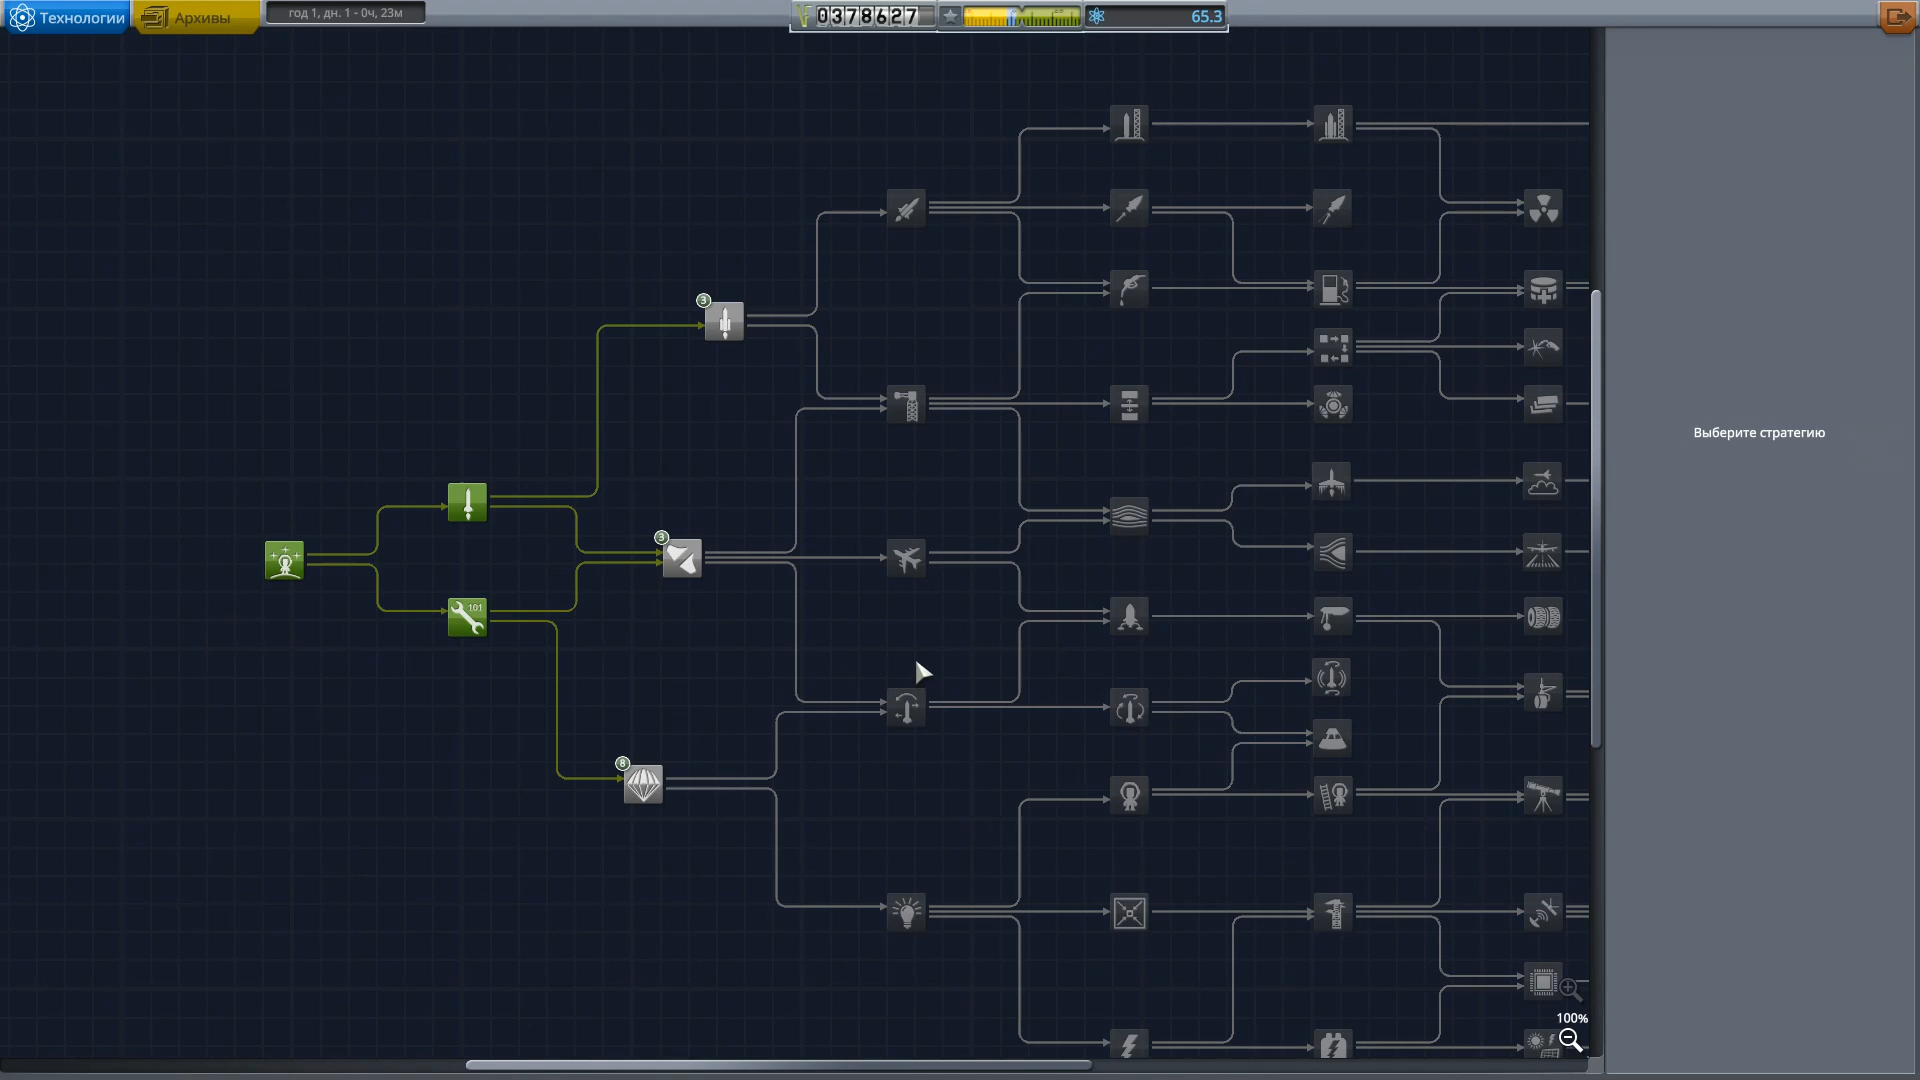 Технологии
Архивы
год 1, дн. 1 - 0ч, 23м
0378627
65.3
3
3
101
8
Выберите стратегию
100%